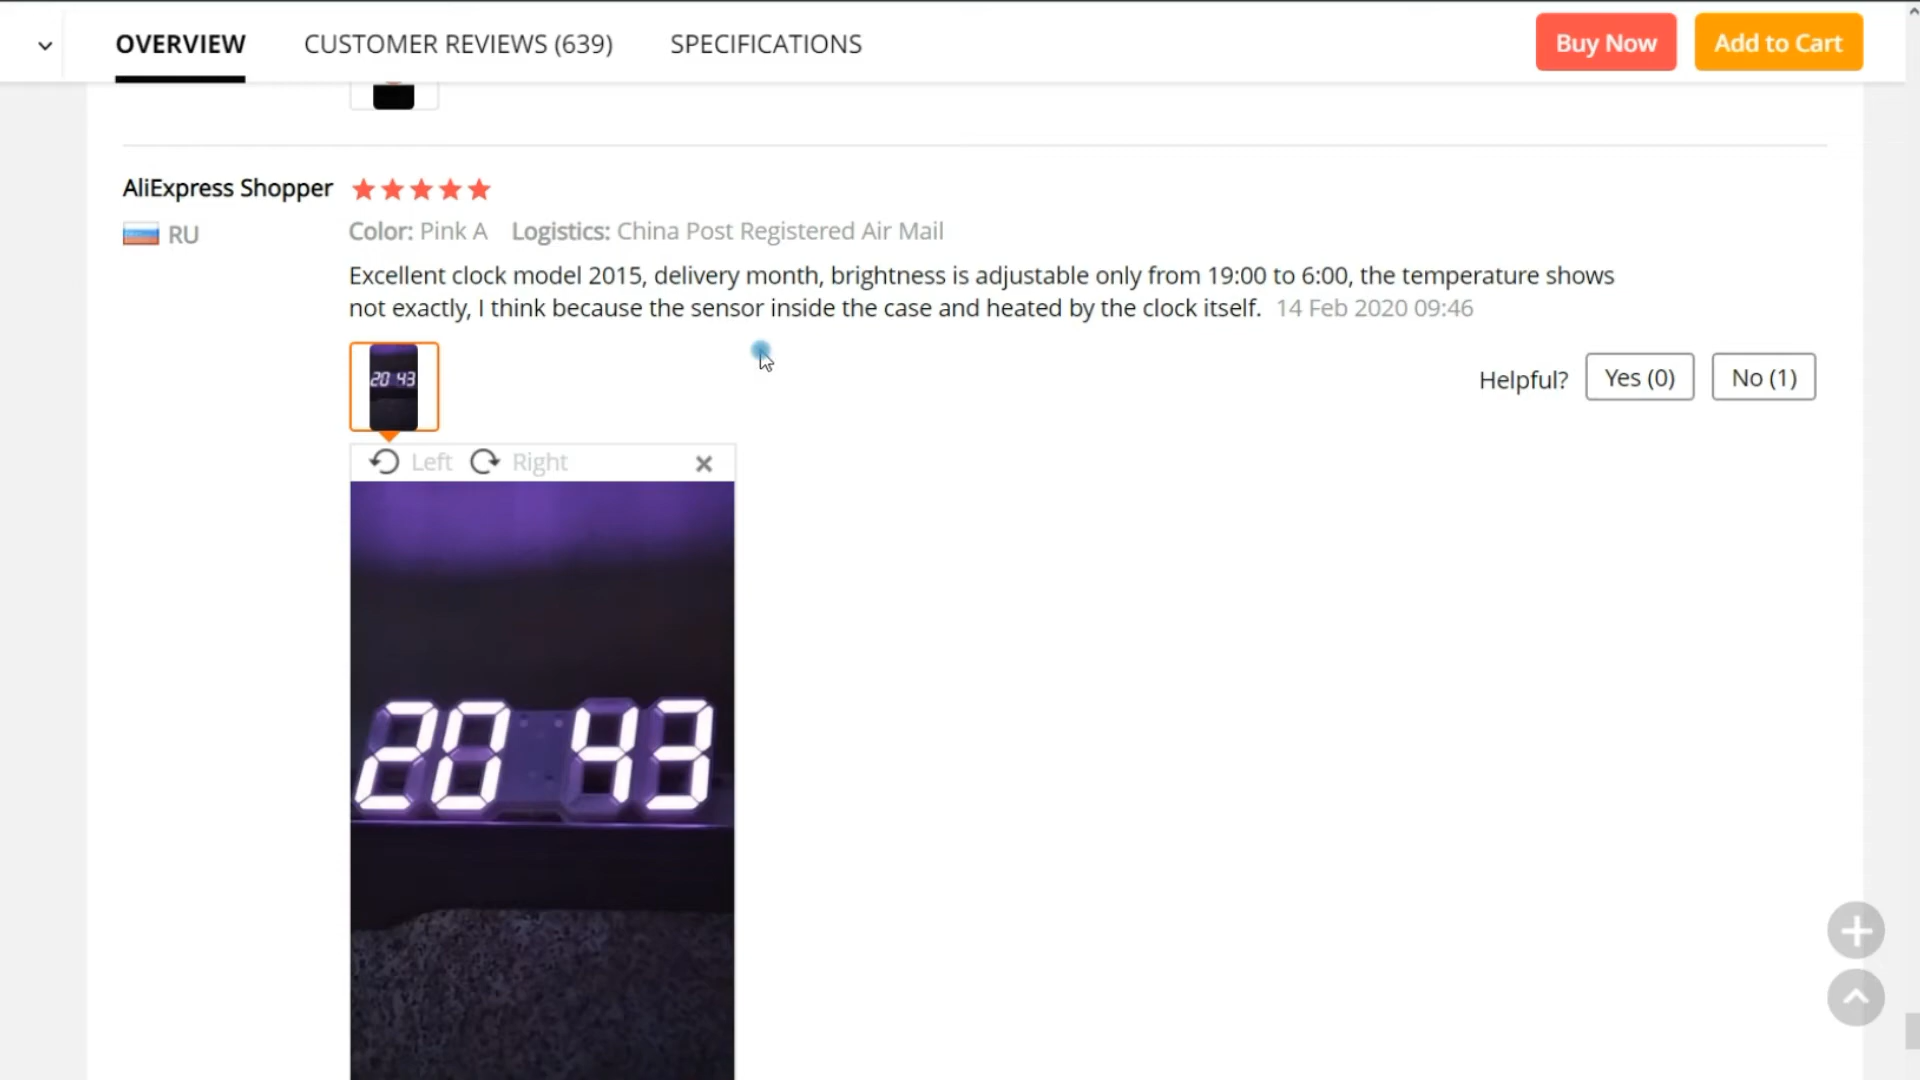 OVERVIEW
CUSTOMER REVIEWS (639)
SPECIFICATIONS
Buy Now
Add to Cart
AliExpress Shopper
RU
Color: Pink A Logistics: China Post Registered Air Mail
Excellent clock model 2015, delivery month, brightness is adjustable only from 19:00 to 6:00, the temperature shows
not exactly, I think because the sensor inside the case and heated by the clock itself. 14 Feb 2020 09:46
20 43
Helpful?
Yes (0)
No (1)
Left
Right
20 43